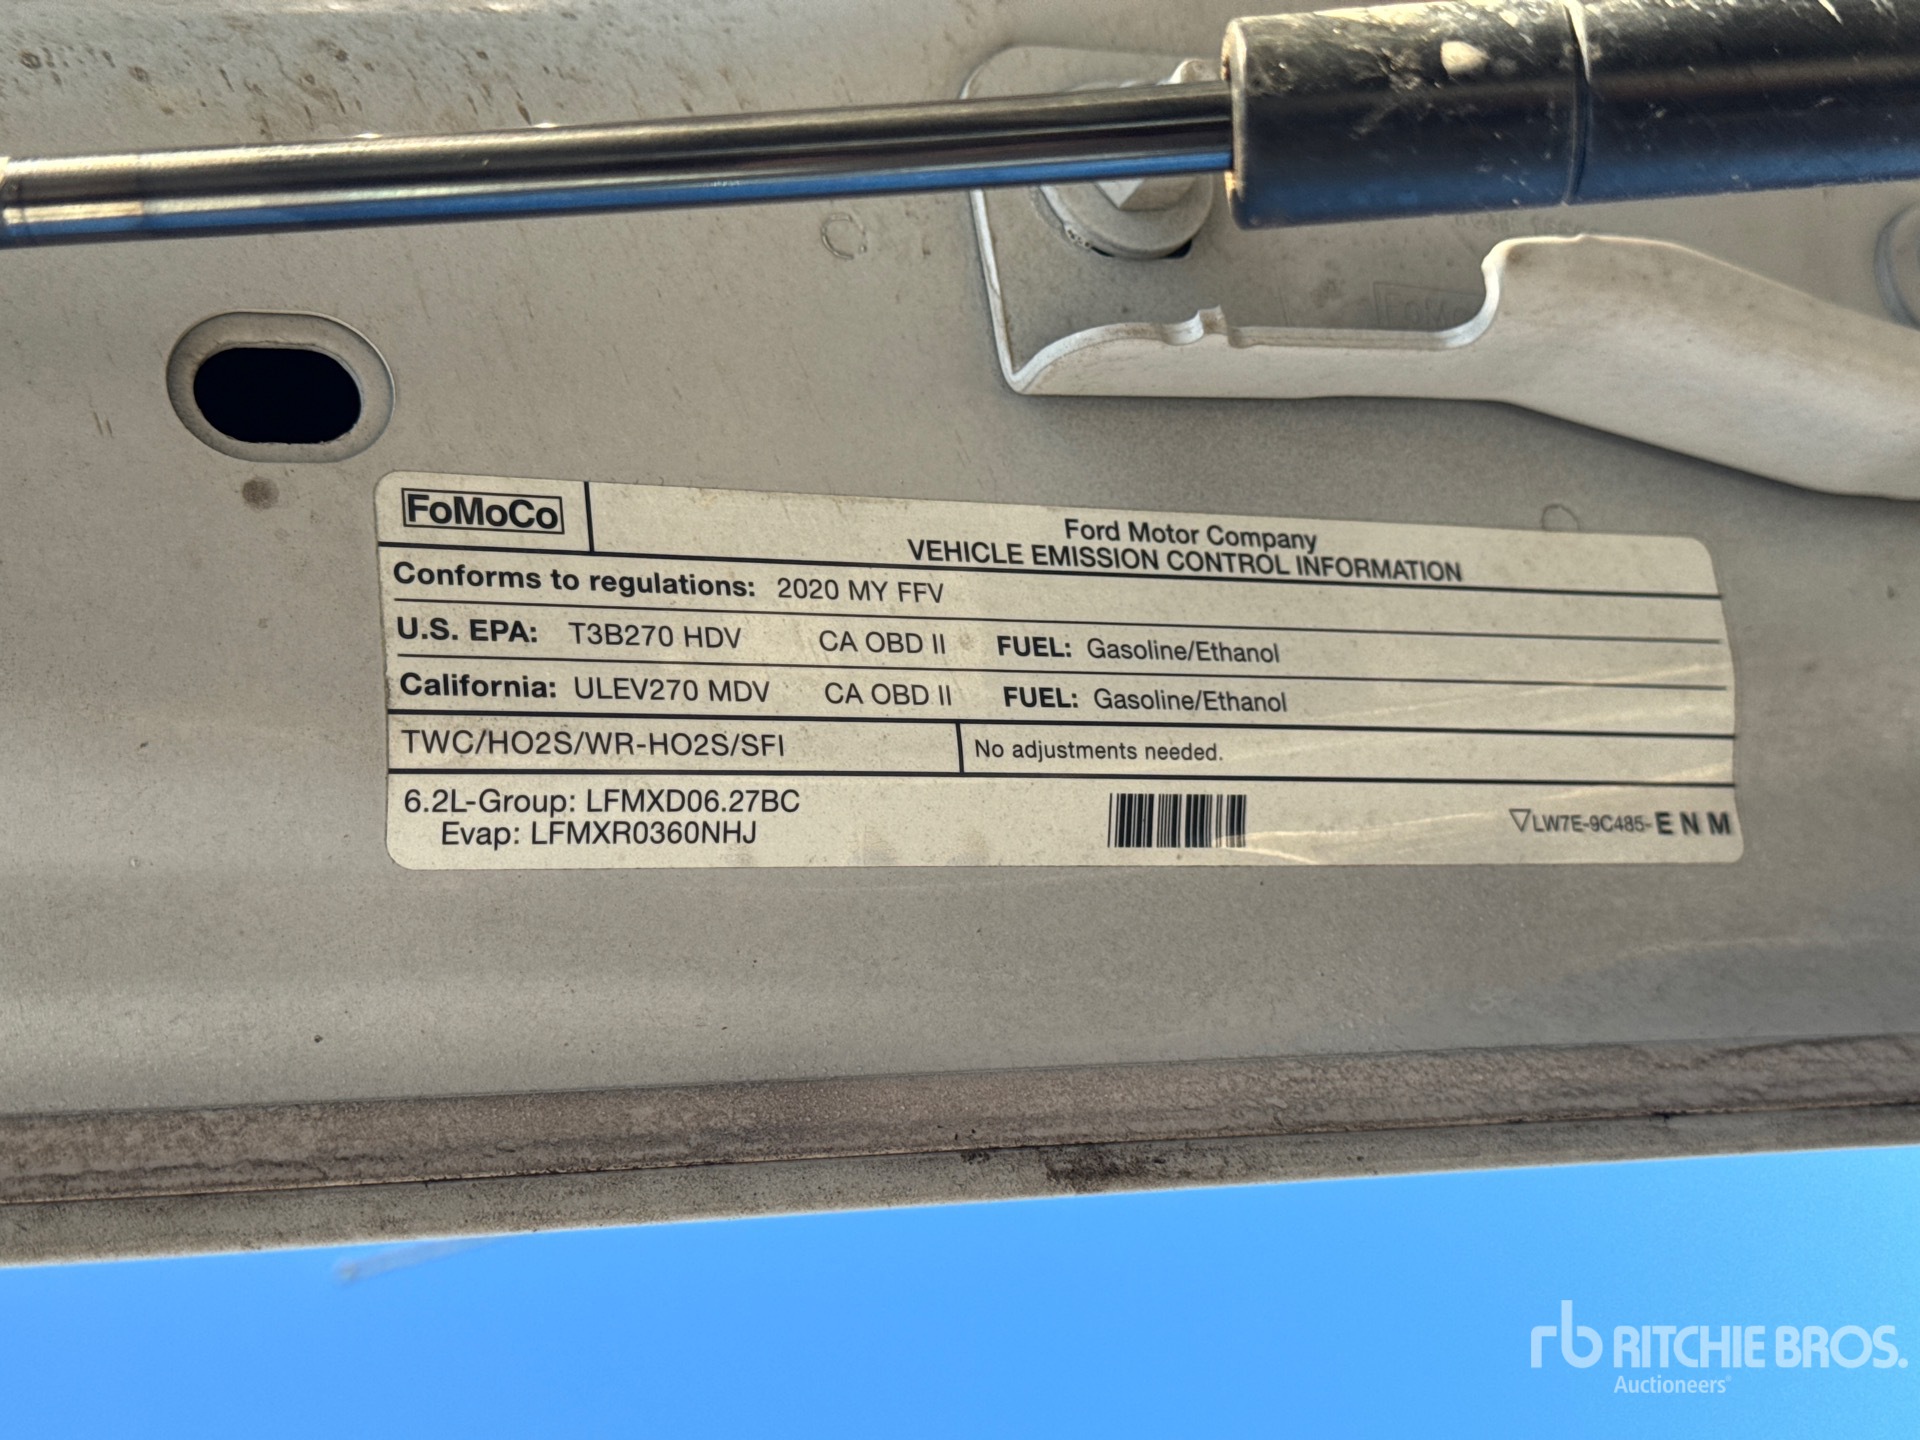 FoMoCo
Ford Motor Company
VEHICLE EMISSION CONTROL INFORMATION
Conforms to regulations: 2020 MY FFV
U.S. EPA: T3B270 HDV CA OBD II FUEL: Gasoline/Ethanol
California: ULEV270 MDV CA OBD II FUEL: Gasoline/Ethanol
TWC/HO2S/WR-HO2S/SFI No adjustments needed.
6.2L-Group: LFMXD06.27BC
Evap: LFMXR0360NHJ
▽LW7E-9C485-ENM
rb RITCHIE BROS.
Auctioneers